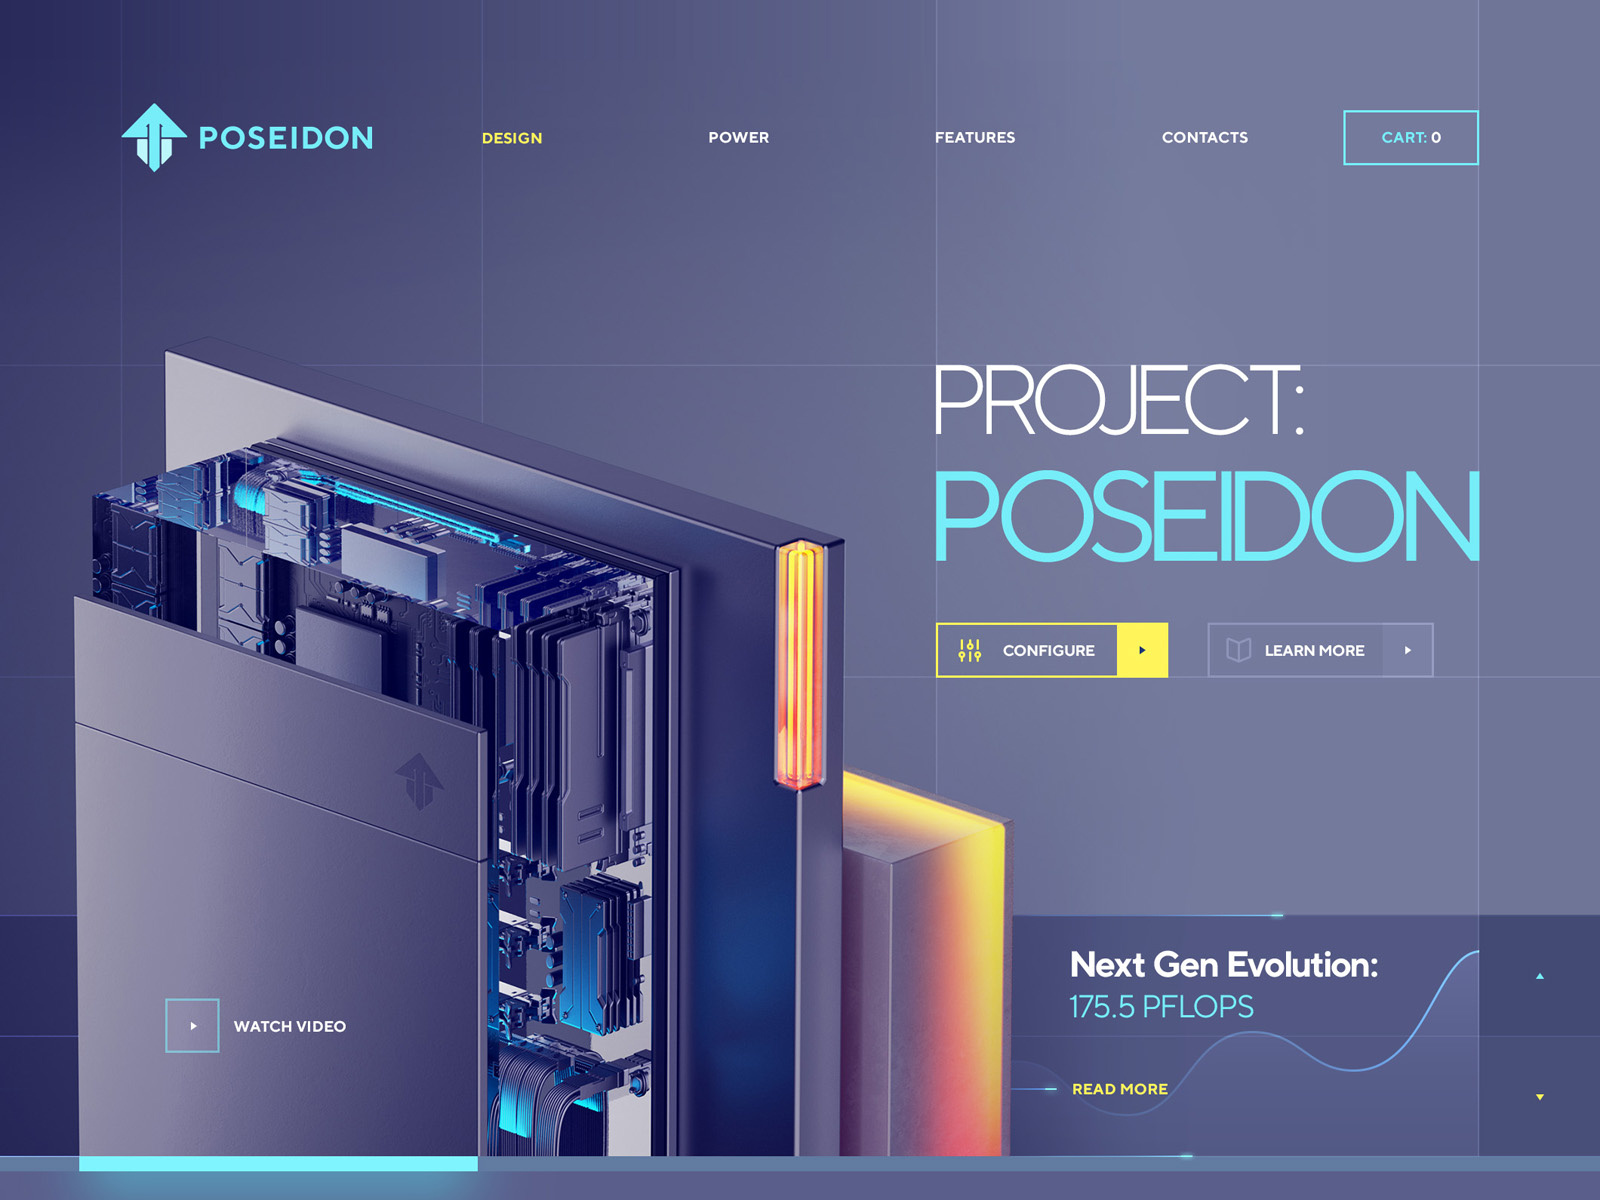 POSEIDON
DESIGN
POWER
FEATURES
CONTACTS
CART: 0
PROJECT:
POSEIDON
CONFIGURE
LEARN MORE
Next Gen Evolution:
175.5 PFLOPS
READ MORE
WATCH VIDEO